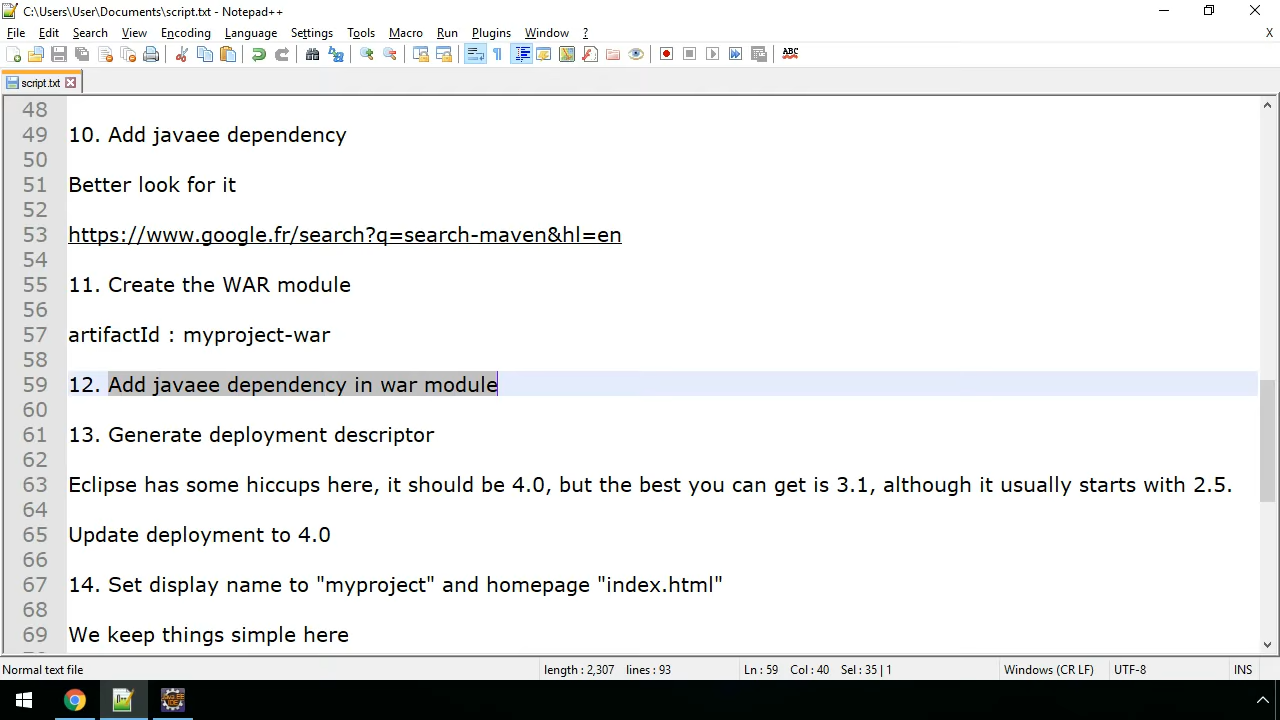 C:\Users\User\Documents\script.txt - Notepad++
File Edit Search View Encoding Language Settings Tools Macro Run Plugins Window ? X
ABC
script.txt
48
49 10. Add javaee dependency
50
51 Better look for it
52
53 https://www.google.fr/search?q=search-maven&hl=en
54
55 11. Create the WAR module
56
57 artifactId : myproject-war
58
59 12. Add javaee dependency in war module
60
61 13. Generate deployment descriptor
62
63 Eclipse has some hiccups here, it should be 4.0, but the best you can get is 3.1, although it usually starts with 2.5.
64
65 Update deployment to 4.0
66
67 14. Set display name to "myproject" and homepage "index.html"
68
69 We keep things simple here
Normal text file length : 2,307 lines : 93 Ln : 59 Col : 40 Sel : 35 | 1 Windows (CR LF) UTF-8 INS